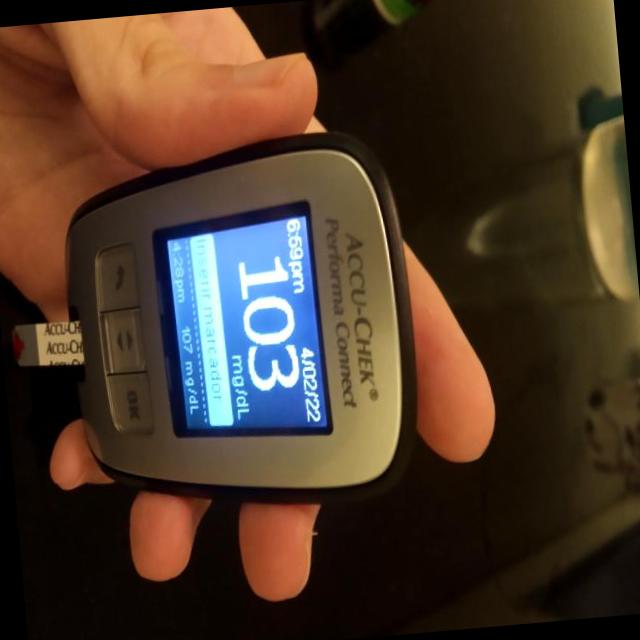 ACCU-CHEK®
Performa Connect
6:59pm 4/02/22
103
mg/dL
Inserir marcador
4:28pm 107 mg/dL
OK
ACCU-CHEK
ACCU-CHEK